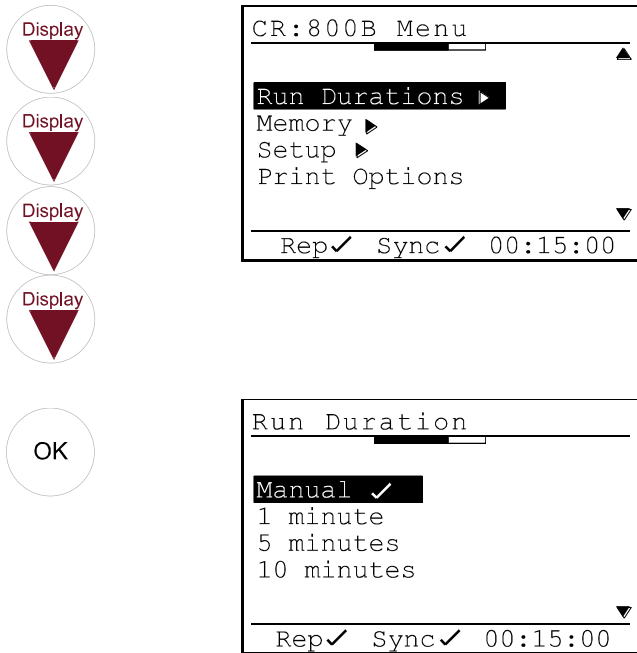 Display
Display
Display
Display
CR:800B Menu
Run Durations ▶
Memory ▶
Setup ▶
Print Options
Rep✓ Sync✓ 00:15:00
OK
Run Duration
Manual ✓
1 minute
5 minutes
10 minutes
Rep✓ Sync✓ 00:15:00